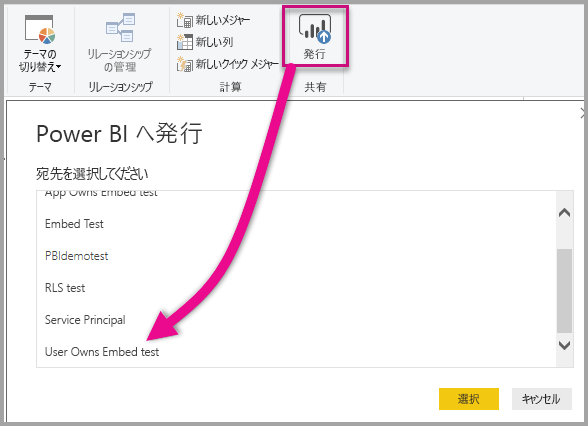 テーマの
切り替え
リレーションシップ
の管理
新しいメジャー
新しい列
新しいクイック メジャー
発行
テーマ
リレーションシップ
計算
共有
Power BI へ発行
宛先を選択してください
App Owns Embed test
Embed Test
PBIdemotest
RLS test
Service Principal
User Owns Embed test
選択
キャンセル